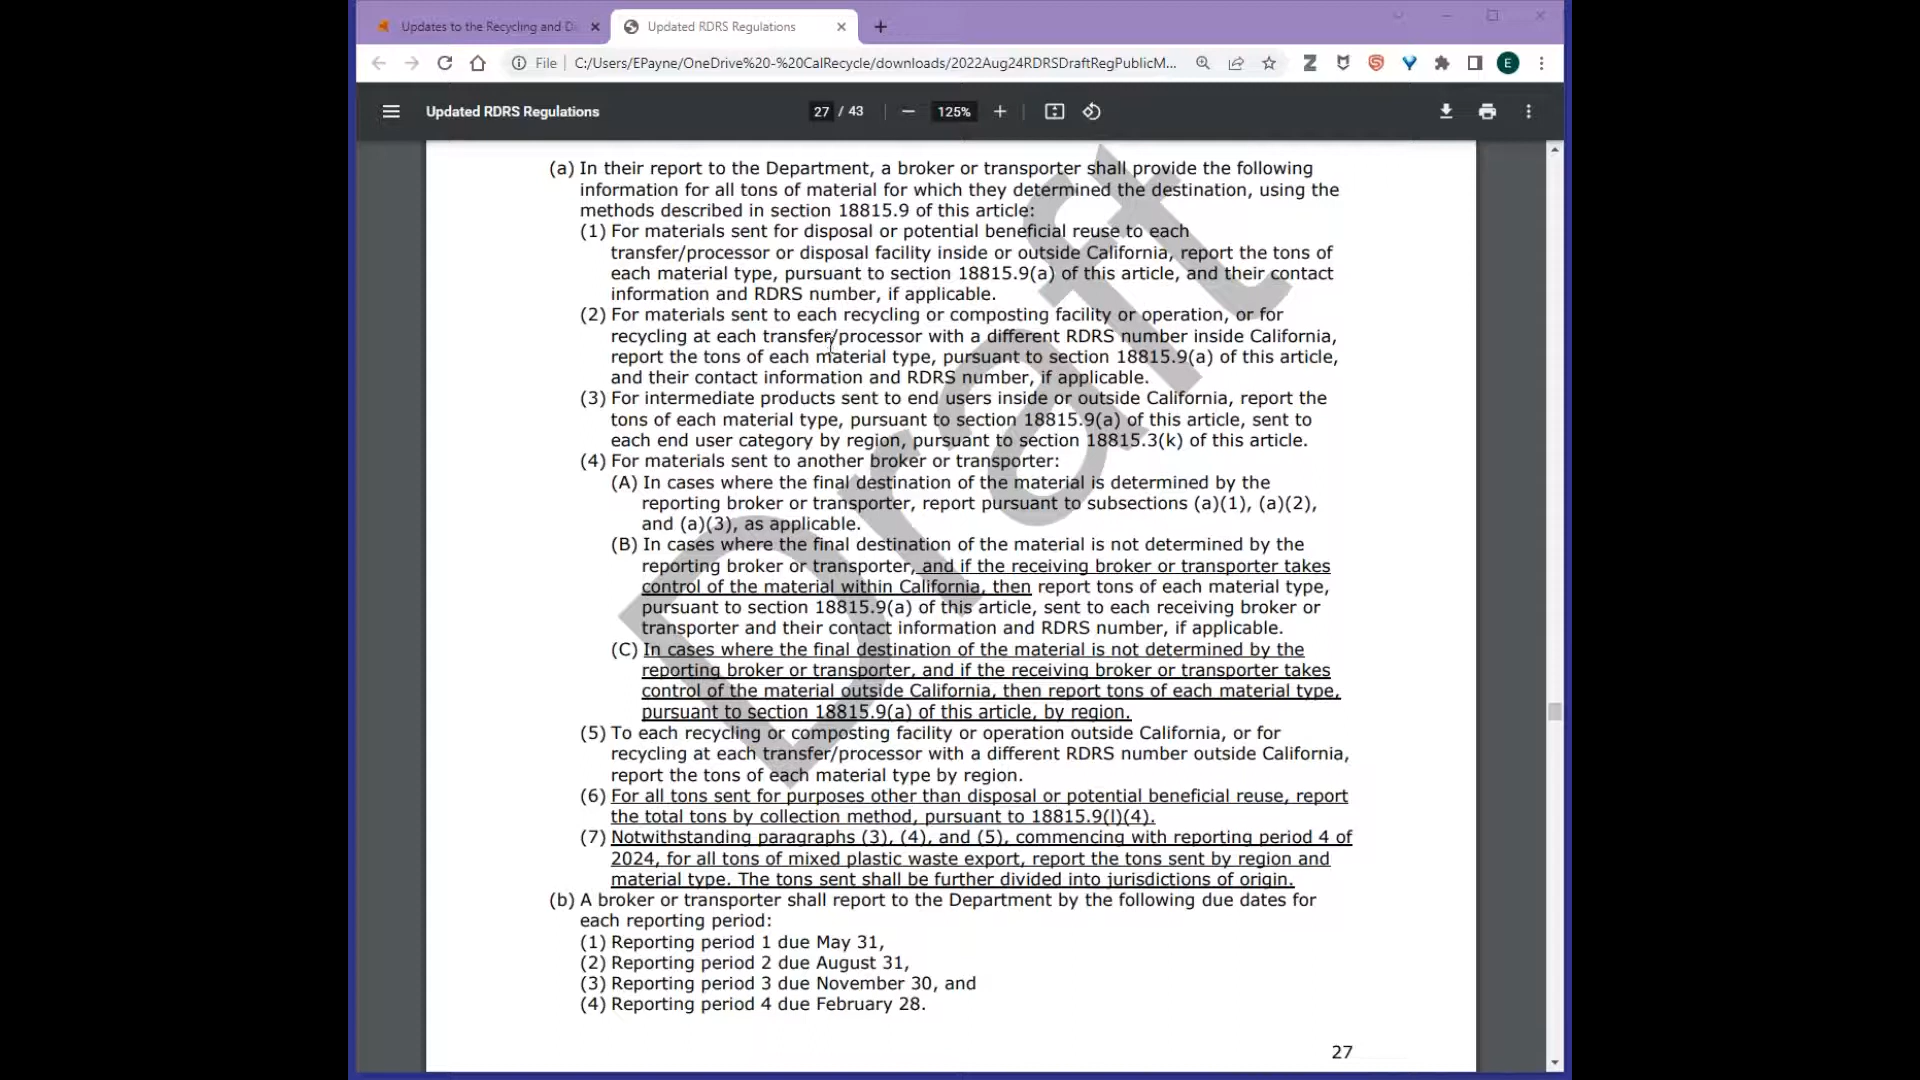 Updates to the Recycling and Di
Updated RDRS Regulations
File
C:/Users/EPayne/OneDrive%20-%20CalRecycle/downloads/2022Aug24RDRSDraftRegPublicM...
E
Updated RDRS Regulations
27 / 43
125%
(a) In their report to the Department, a broker or transporter shall provide the following
information for all tons of material for which they determined the destination, using the
methods described in section 18815.9 of this article:
(1) For materials sent for disposal or potential beneficial reuse to each
transfer/processor or disposal facility inside or outside California, report the tons of
each material type, pursuant to section 18815.9(a) of this article, and their contact
information and RDRS number, if applicable.
(2) For materials sent to each recycling or composting facility or operation, or for
recycling at each transfer/processor with a different RDRS number inside California,
report the tons of each material type, pursuant to section 18815.9(a) of this article,
and their contact information and RDRS number, if applicable.
(3) For intermediate products sent to end users inside or outside California, report the
tons of each material type, pursuant to section 18815.9(a) of this article, sent to
each end user category by region, pursuant to section 18815.3(k) of this article.
(4) For materials sent to another broker or transporter:
(A) In cases where the final destination of the material is determined by the
reporting broker or transporter, report pursuant to subsections (a)(1), (a)(2),
and (a)(3), as applicable.
(B) In cases where the final destination of the material is not determined by the
reporting broker or transporter, and if the receiving broker or transporter takes
control of the material within California, then report tons of each material type,
pursuant to section 18815.9(a) of this article, sent to each receiving broker or
transporter and their contact information and RDRS number, if applicable.
(C) In cases where the final destination of the material is not determined by the
reporting broker or transporter, and if the receiving broker or transporter takes
control of the material outside California, then report tons of each material type,
pursuant to section 18815.9(a) of this article, by region.
(5) To each recycling or composting facility or operation outside California, or for
recycling at each transfer/processor with a different RDRS number outside California,
report the tons of each material type by region.
(6) For all tons sent for purposes other than disposal or potential beneficial reuse, report
the total tons by collection method, pursuant to 18815.9(l)(4).
(7) Notwithstanding paragraphs (3), (4), and (5), commencing with reporting period 4 of
2024, for all tons of mixed plastic waste export, report the tons sent by region and
material type. The tons sent shall be further divided into jurisdictions of origin.
(b) A broker or transporter shall report to the Department by the following due dates for
each reporting period:
(1) Reporting period 1 due May 31,
(2) Reporting period 2 due August 31,
(3) Reporting period 3 due November 30, and
(4) Reporting period 4 due February 28.
27
Draft